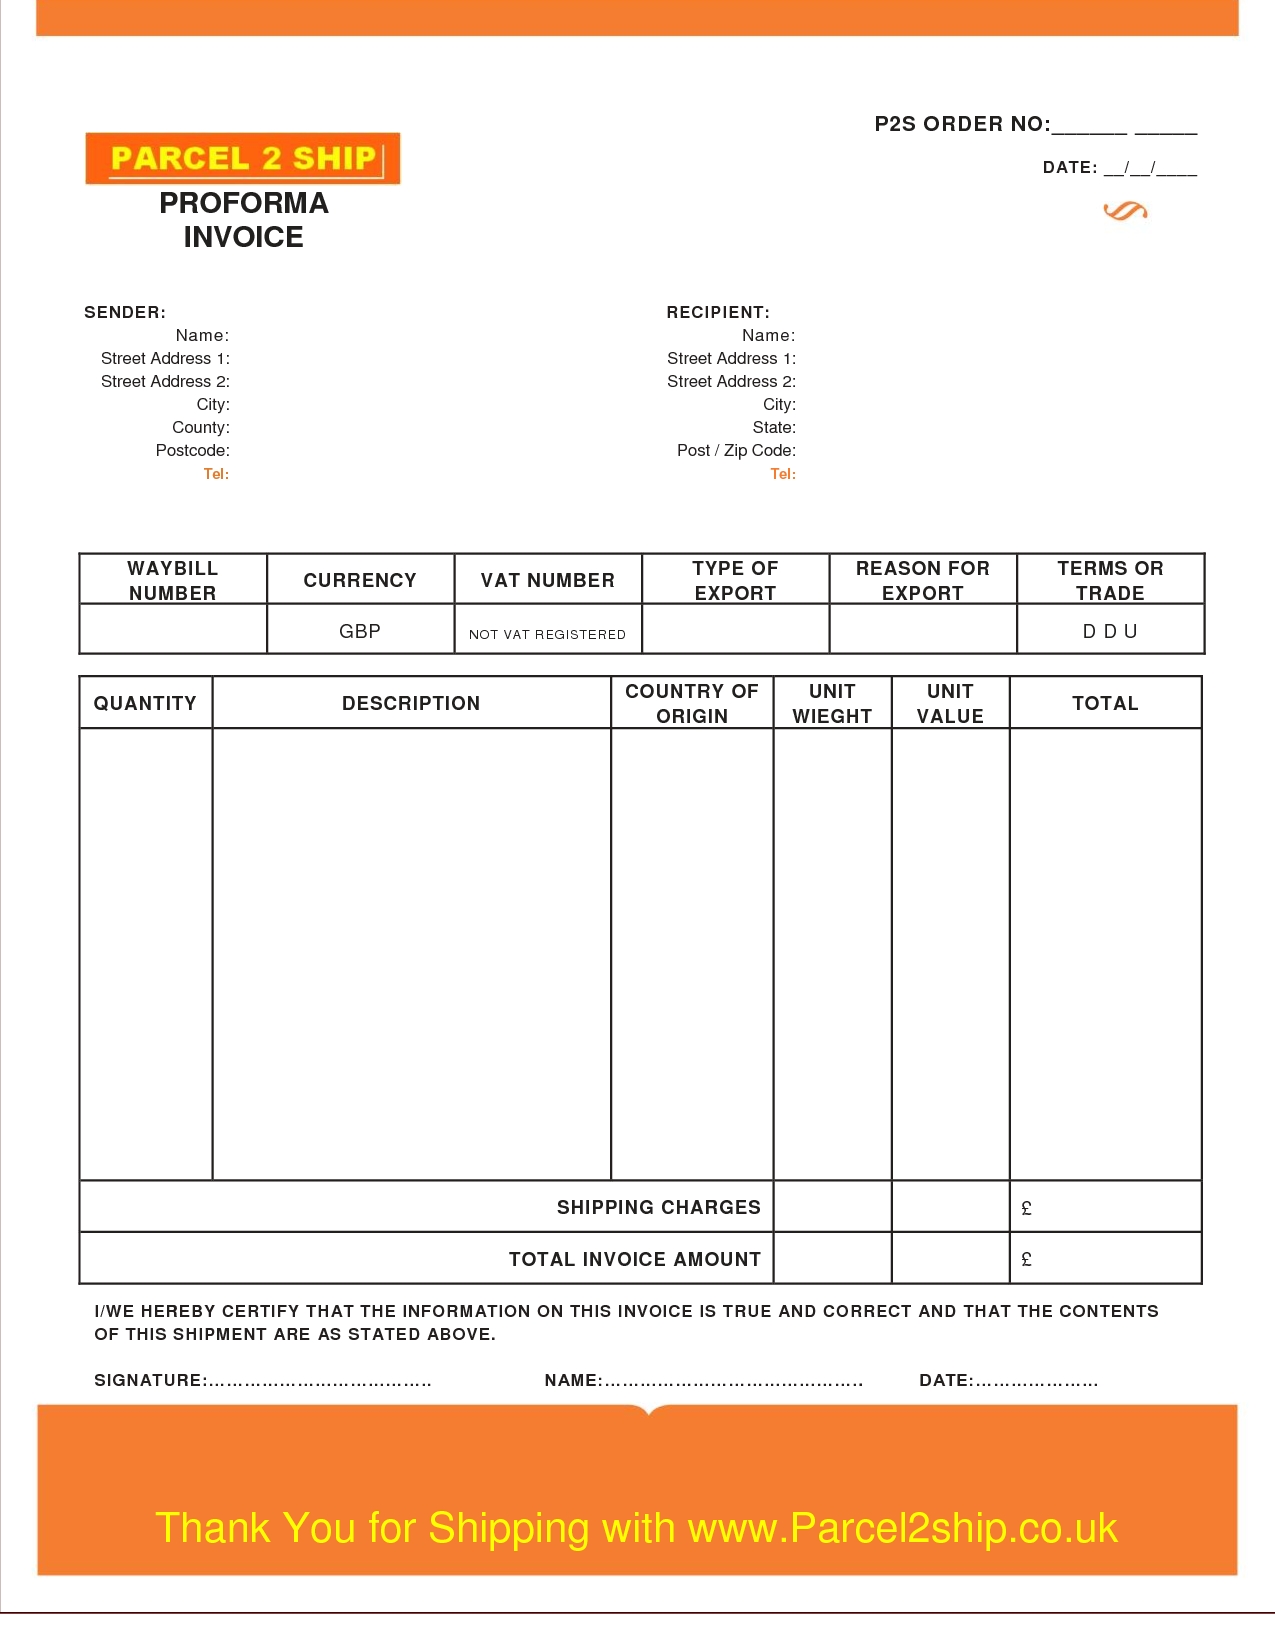 P2S ORDER NO:______ _____
PARCEL 2 SHIP
DATE: __/__/____
PROFORMA
INVOICE
SENDER:
Name:
Street Address 1:
Street Address 2:
City:
County:
Postcode:
Tel:
RECIPIENT:
Name:
Street Address 1:
Street Address 2:
City:
State:
Post / Zip Code:
Tel:
WAYBILL NUMBER CURRENCY VAT NUMBER TYPE OF EXPORT REASON FOR EXPORT TERMS OR TRADE
GBP NOT VAT REGISTERED D D U
QUANTITY DESCRIPTION COUNTRY OF ORIGIN UNIT WIEGHT UNIT VALUE TOTAL
SHIPPING CHARGES £
TOTAL INVOICE AMOUNT £
I/WE HEREBY CERTIFY THAT THE INFORMATION ON THIS INVOICE IS TRUE AND CORRECT AND THAT THE CONTENTS
OF THIS SHIPMENT ARE AS STATED ABOVE.
SIGNATURE:……………………………….. NAME:…………………………………….. DATE:…………………
Thank You for Shipping with www.Parcel2ship.co.uk